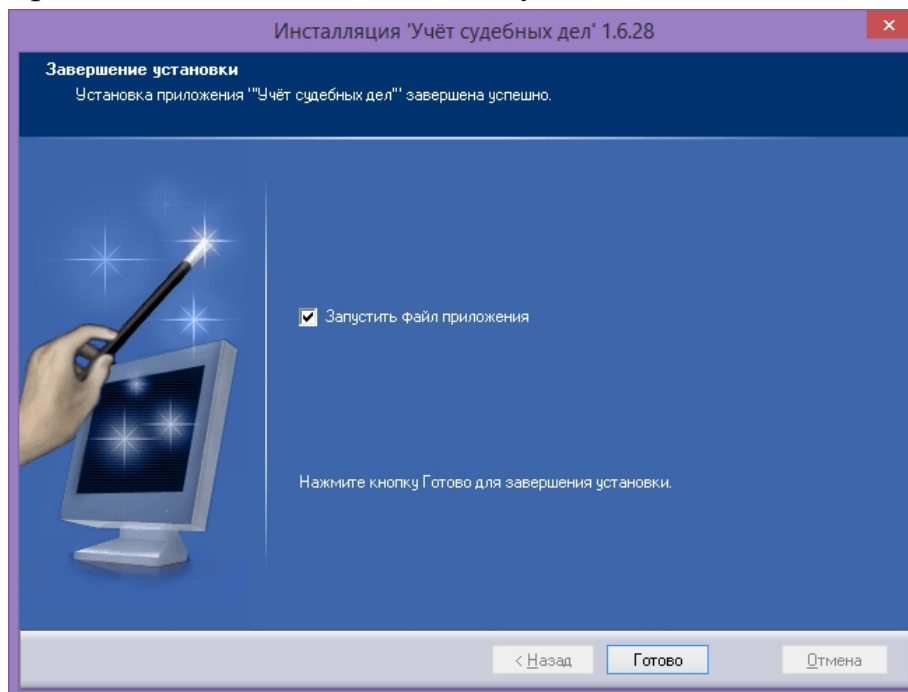 Инсталляция 'Учёт судебных дел' 1.6.28
Завершение установки
Установка приложения "'Учёт судебных дел'" завершена успешно.
Запустить файл приложения
Нажмите кнопку Готово для завершения установки.
< Назад
Готово
Отмена